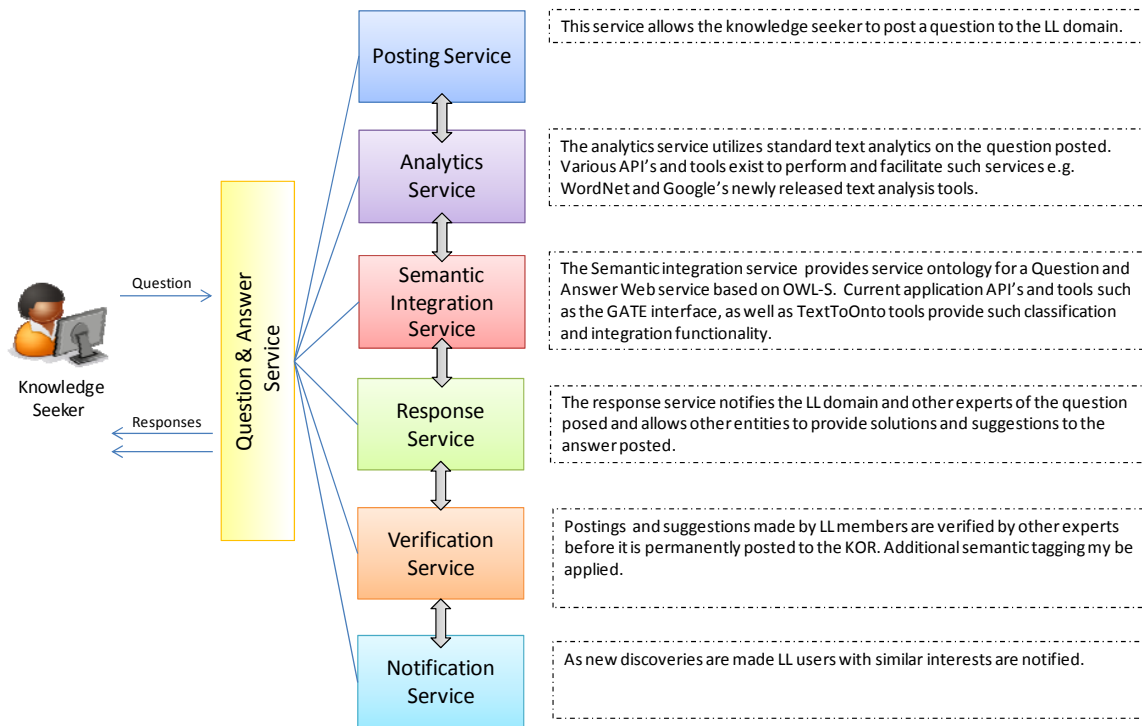 Posting Service
This service allows the knowledge seeker to post a question to the LL domain.
Analytics
Service
The analytics service utilizes standard text analytics on the question posted.
Various API's and tools exist to perform and facilitate such services e.g.
WordNet and Google's newly released text analysis tools.
Question
Knowledge
Seeker
Responses
Question & Answer
Service
Semantic
Integration
Service
The Semantic integration service provides service ontology for a Question and
Answer Web service based on OWL-S. Current application API's and tools such
as the GATE interface, as well as TextToOnto tools provide such classification
and integration functionality.
Response
Service
The response service notifies the LL domain and other experts of the question
posed and allows other entities to provide solutions and suggestions to the
answer posted.
Verification
Service
Postings and suggestions made by LL members are verified by other experts
before it is permanently posted to the KOR. Additional semantic tagging my be
applied.
Notification
Service
As new discoveries are made LL users with similar interests are notified.